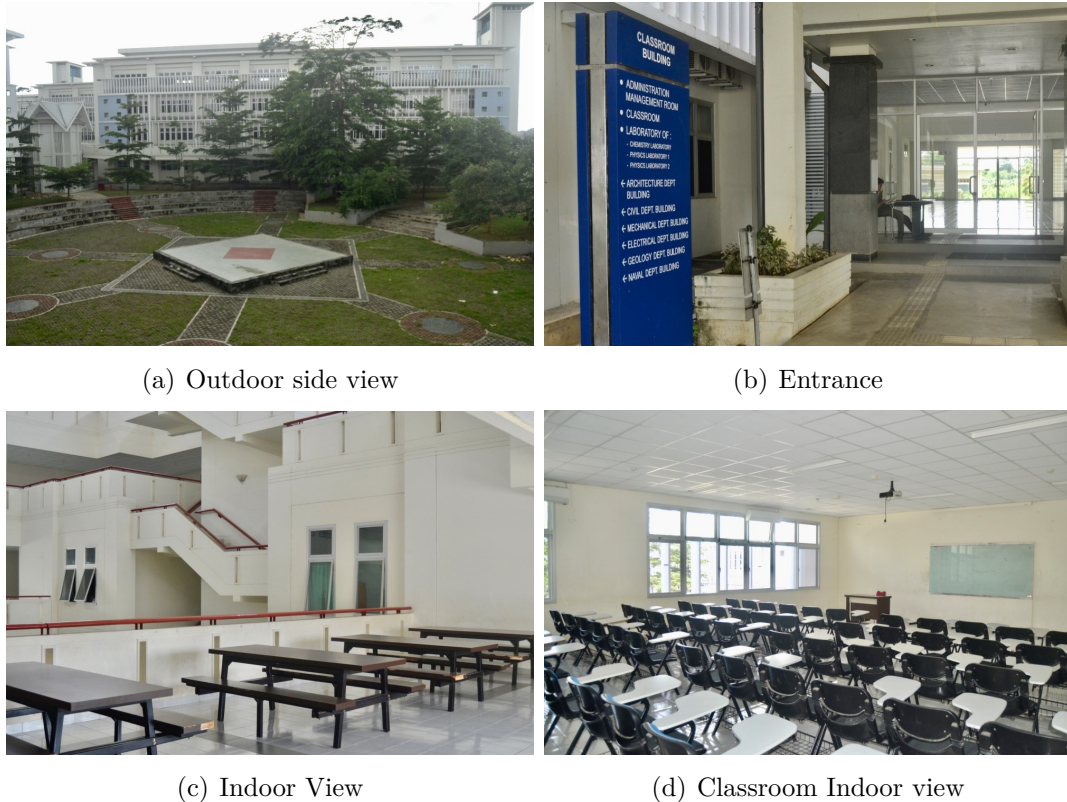 CLASSROOM
BUILDING
• ADMINISTRATION
MANAGEMENT ROOM
• CLASSROOM
• LABORATORY OF :
- CHEMISTRY LABORATORY
- PHYSICS LABORATORY 1
- PHYSICS LABORATORY 2
← ARCHITECTURE DEPT
BUILDING
← CIVIL DEPT. BUILDING
← MECHANICAL DEPT. BUILDING
← ELECTRICAL DEPT. BUILDING
← GEOLOGY DEPT. BUILDING
← NAVAL DEPT. BUILDING
(a) Outdoor side view
(b) Entrance
(c) Indoor View
(d) Classroom Indoor view